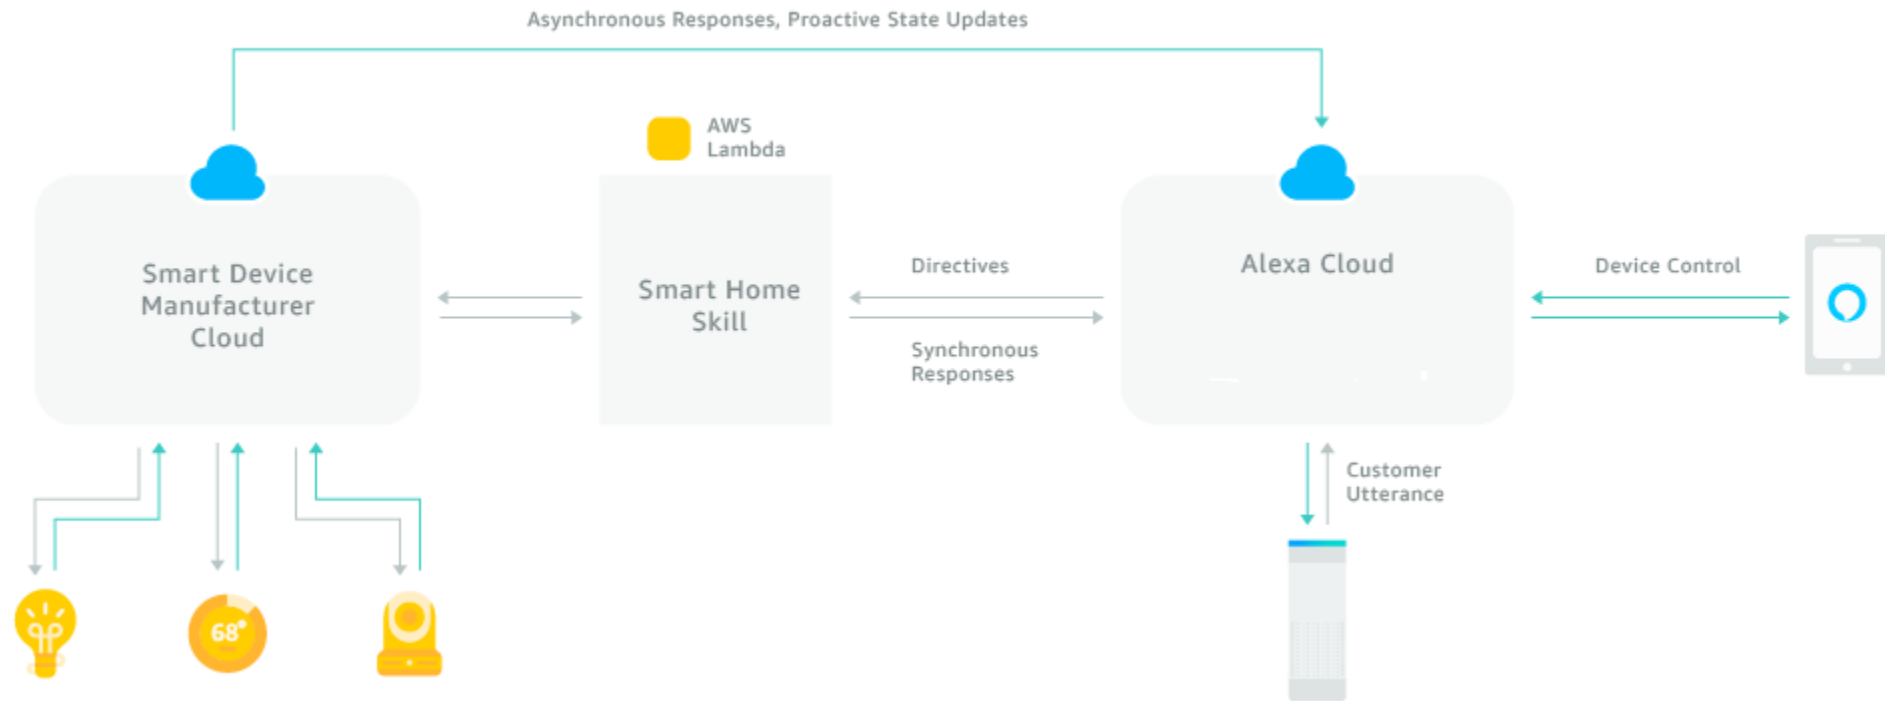 Asynchronous Responses, Proactive State Updates
AWS
Lambda
Smart Device
Manufacturer
Cloud
Smart Home
Skill
Directives
Synchronous
Responses
Alexa Cloud
Device Control
Customer
Utterance
68°